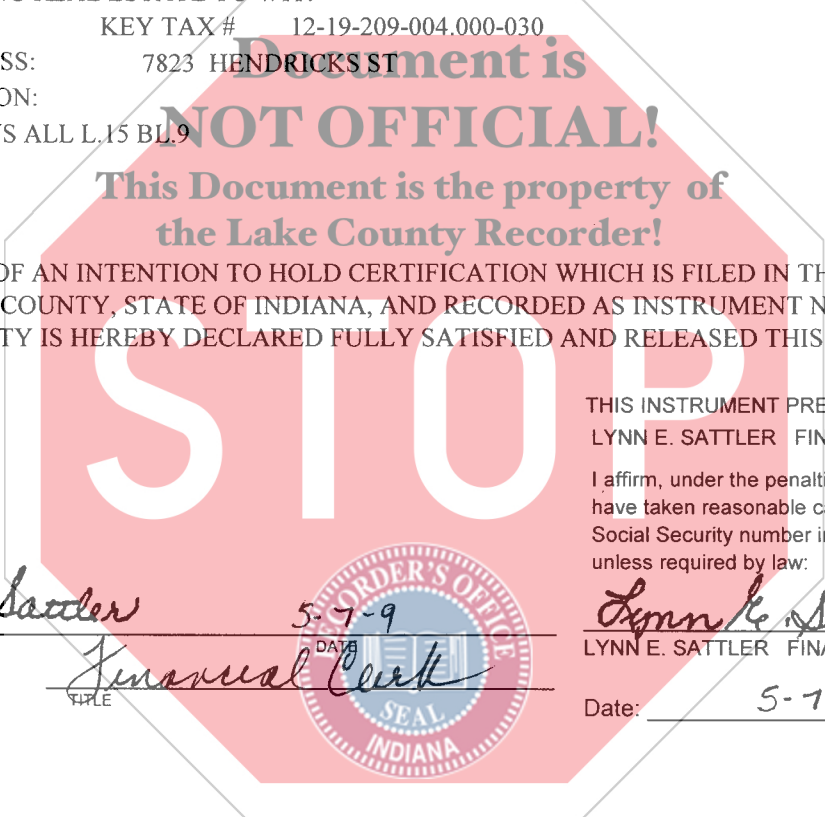 KEY TAX # 12-19-209-004.000-030
SS: 7823 HENDRICKS ST
Document is
ON:
S ALL L.15 BL.9
NOT OFFICIAL!
This Document is the property of
the Lake County Recorder!
OF AN INTENTION TO HOLD CERTIFICATION WHICH IS FILED IN TH
COUNTY, STATE OF INDIANA, AND RECORDED AS INSTRUMENT N
TY IS HEREBY DECLARED FULLY SATISFIED AND RELEASED THIS
STOP
THIS INSTRUMENT PRE
LYNN E. SATTLER FIN
I affirm, under the penalti
have taken reasonable c
Social Security number i
unless required by law:
Sattler 5-7-9
DATE
Lynn E. S
LYNN E. SATTLER FINA
Financial Clerk
TITLE
Date: 5-7
RECORDER'S OFFICE
SEAL
INDIANA